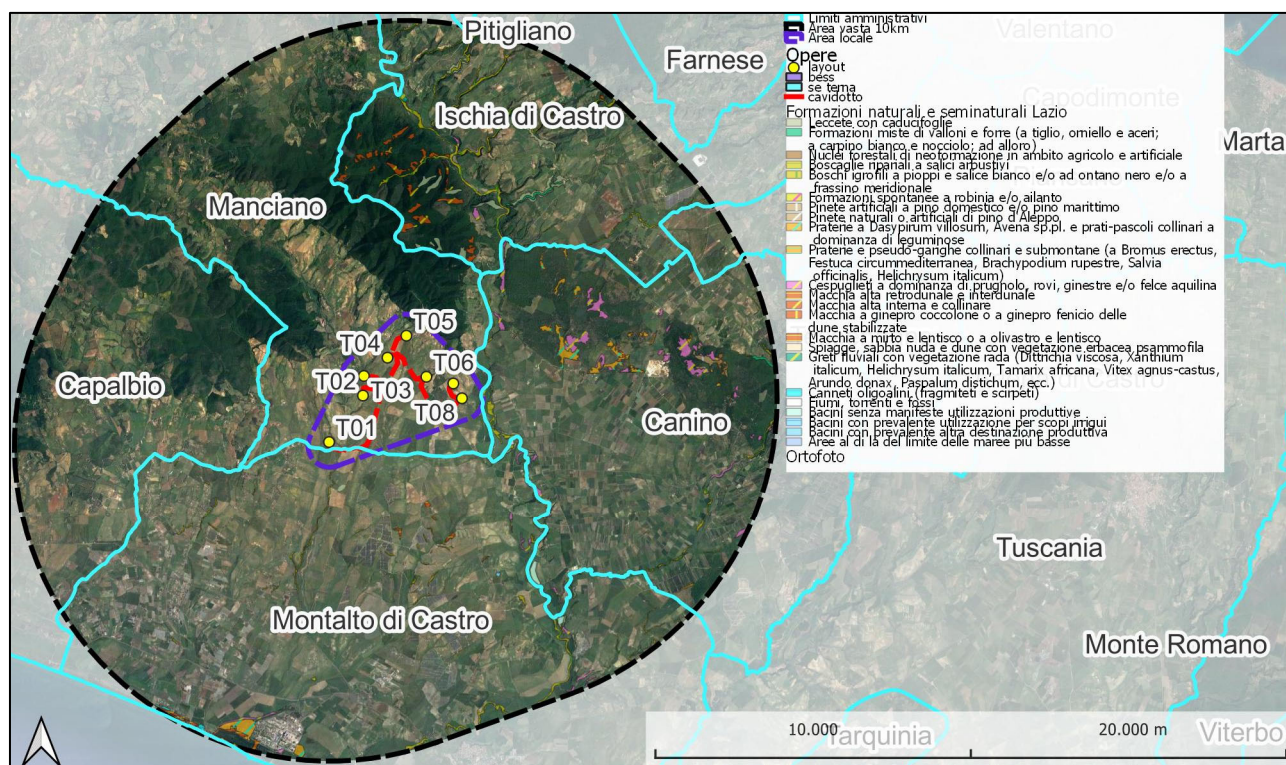 Pitigliano
Farnese
Valentano
Ischia di Castro
Capodimonte
Marta
Manciano
Capalbio
T05
T04
T06
T02
T03
T08
T01
Canino
Montalto di Castro
Tuscania
Monte Romano
Tarquinia
Viterbo
Limiti amministrativi
Area vasta 10km
Area locale
Opere
layout
bess
se terna
cavidotto
Formazioni naturali e seminaturali Lazio
Leccete con caducifoglie
Formazioni miste di valloni e forre (a tiglio, orniello e aceri;
a carpino bianco e nocciolo; ad alloro)
Nuclei forestali di neoformazione in ambito agricolo e artificiale
Boscaglie ripariali a salici arbustivi
Boschi igrofili a pioppi e salice bianco e/o ad ontano nero e/o a
frassino meridionale
Formazioni spontanee a robinia e/o ailanto
Pinete artificiali a pino domestico e/o pino marittimo
Pinete naturali o artificiali di pino d'Aleppo
Praterie a Dasypirum villosum, Avena sp.pl. e prati-pascoli collinari a
dominanza di leguminose
Praterie e pseudo-garighe collinari e submontane (a Bromus erectus,
Festuca circummediterranea, Brachypodium rupestre, Salvia
officinalis, Helichrysum italicum)
Cespuglieti a dominanza di prugnolo, rovi, ginestre e/o felce aquilina
Macchia alta retrodunale e interdunale
Macchia alta interna e collinare
Macchia a ginepro coccolone o a ginepro fenicio delle
dune stabilizzate
Macchia a mirto e lentisco o a olivastro e lentisco
Spiagge, sabbia nuda e dune con vegetazione erbacea psammofila
Greti fluviali con vegetazione rada (Dittrichia viscosa, Xanthium
italicum, Helichrysum italicum, Tamarix africana, Vitex agnus-castus,
Arundo donax, Paspalum distichum, ecc.)
Canneti oligoalini (fragmiteti e scirpeti)
Fiumi, torrenti e fossi
Bacini senza manifeste utilizzazioni produttive
Bacini con prevalente utilizzazione per scopi irrigui
Bacini con prevalente altra destinazione produttiva
Aree al di là del limite delle maree più basse
Ortofoto
10.000
20.000 m